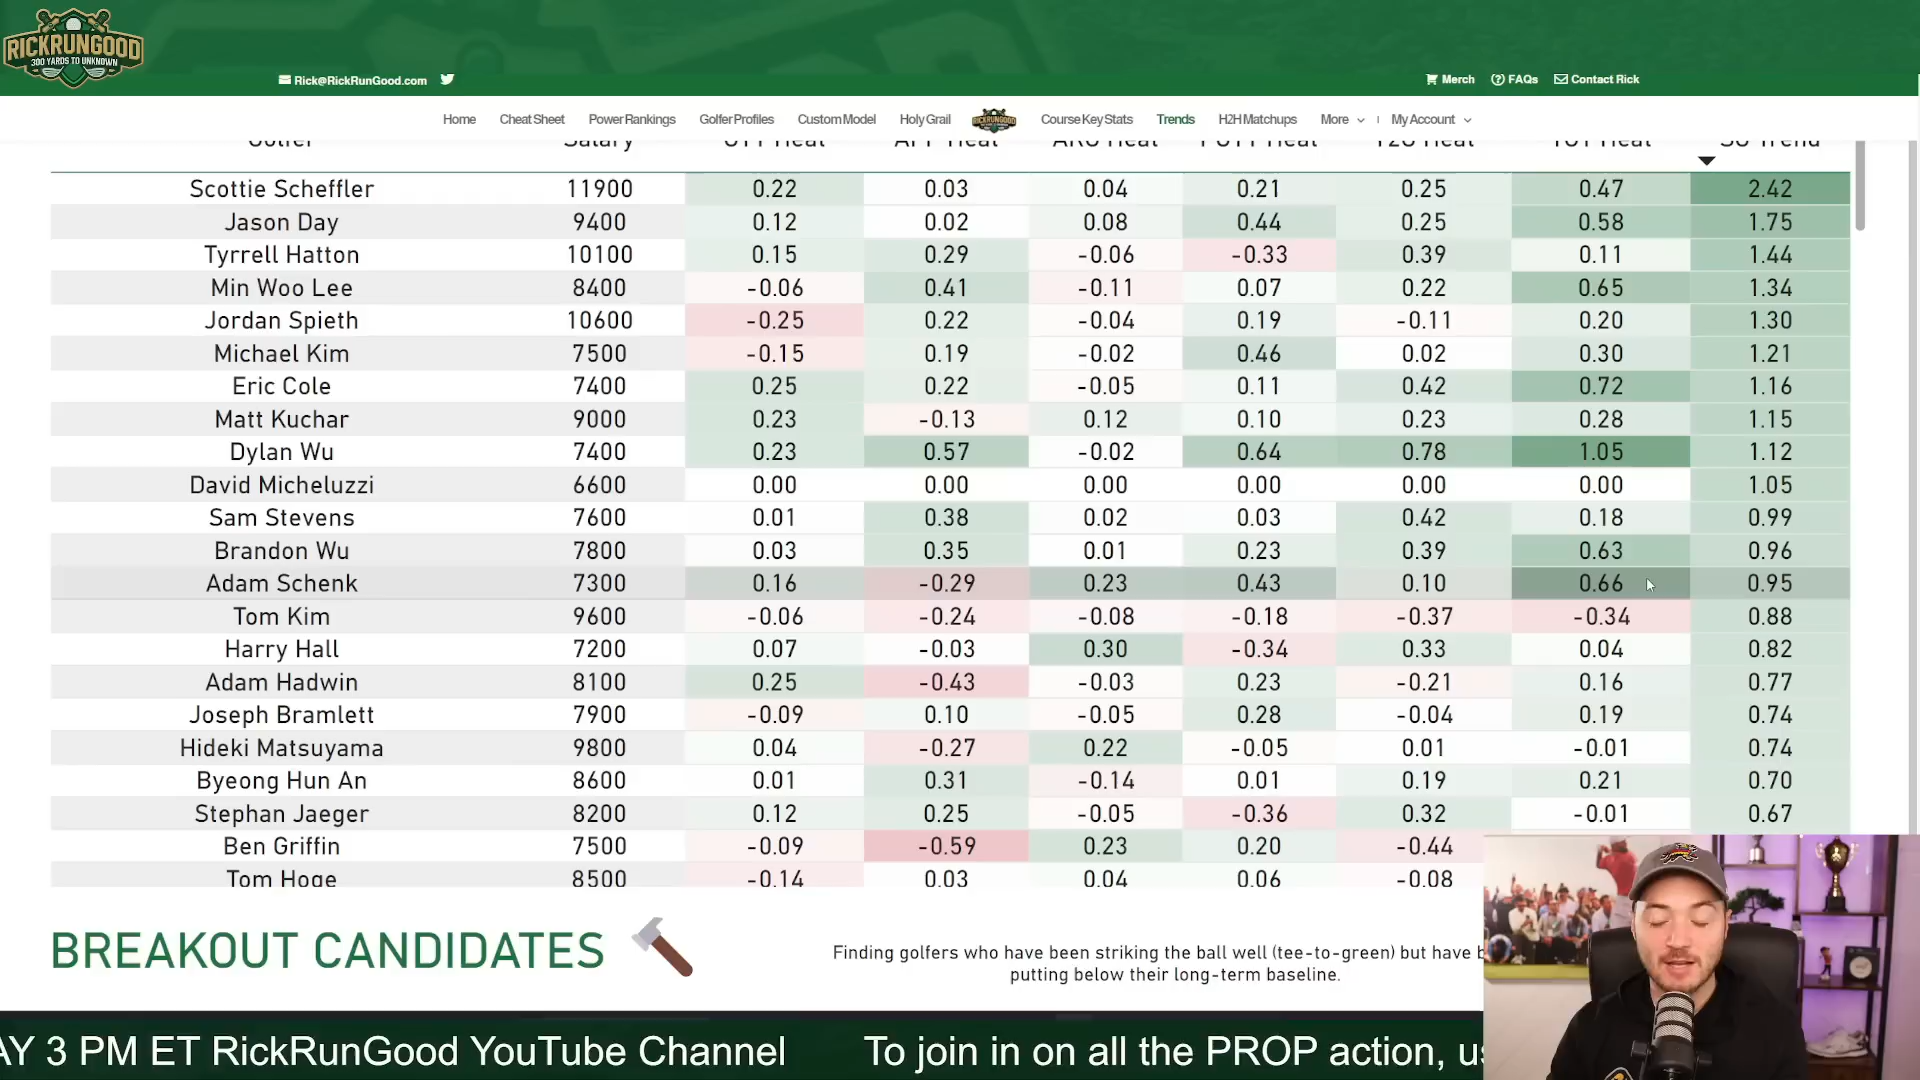 RICKRUNGOOD
300 YARDS TO UNKNOWN
Rick@RickRunGood.com
Merch FAQs Contact Rick
Home Cheat Sheet Power Rankings Golfer Profiles Custom Model Holy Grail RICKRUNGOOD Course Key Stats Trends H2H Matchups More My Account
Golfer Salary OTT Heat APP Heat ARG Heat PUTT Heat T2G Heat TOT Heat SG Trend
Scottie Scheffler 11900 0.22 0.03 0.04 0.21 0.25 0.47 2.42
Jason Day 9400 0.12 0.02 0.08 0.44 0.25 0.58 1.75
Tyrrell Hatton 10100 0.15 0.29 -0.06 -0.33 0.39 0.11 1.44
Min Woo Lee 8400 -0.06 0.41 -0.11 0.07 0.22 0.65 1.34
Jordan Spieth 10600 -0.25 0.22 -0.04 0.19 -0.11 0.20 1.30
Michael Kim 7500 -0.15 0.19 -0.02 0.46 0.02 0.30 1.21
Eric Cole 7400 0.25 0.22 -0.05 0.11 0.42 0.72 1.16
Matt Kuchar 9000 0.23 -0.13 0.12 0.10 0.23 0.28 1.15
Dylan Wu 7400 0.23 0.57 -0.02 0.64 0.78 1.05 1.12
David Micheluzzi 6600 0.00 0.00 0.00 0.00 0.00 0.00 1.05
Sam Stevens 7600 0.01 0.38 0.02 0.03 0.42 0.18 0.99
Brandon Wu 7800 0.03 0.35 0.01 0.23 0.39 0.63 0.96
Adam Schenk 7300 0.16 -0.29 0.23 0.43 0.10 0.66 0.95
Tom Kim 9600 -0.06 -0.24 -0.08 -0.18 -0.37 -0.34 0.88
Harry Hall 7200 0.07 -0.03 0.30 -0.34 0.33 0.04 0.82
Adam Hadwin 8100 0.25 -0.43 -0.03 0.23 -0.21 0.16 0.77
Joseph Bramlett 7900 -0.09 0.10 -0.05 0.28 -0.04 0.19 0.74
Hideki Matsuyama 9800 0.04 -0.27 0.22 -0.05 0.01 -0.01 0.74
Byeong Hun An 8600 0.01 0.31 -0.14 0.01 0.19 0.21 0.70
Stephan Jaeger 8200 0.12 0.25 -0.05 -0.36 0.32 -0.01 0.67
Ben Griffin 7500 -0.09 -0.59 0.23 0.20 -0.44
Tom Hoge 8500 -0.14 0.03 0.04 0.06 -0.08
BREAKOUT CANDIDATES
Finding golfers who have been striking the ball well (tee-to-green) but have b
putting below their long-term baseline.
AY 3 PM ET RickRunGood YouTube Channel To join in on all the PROP action, us